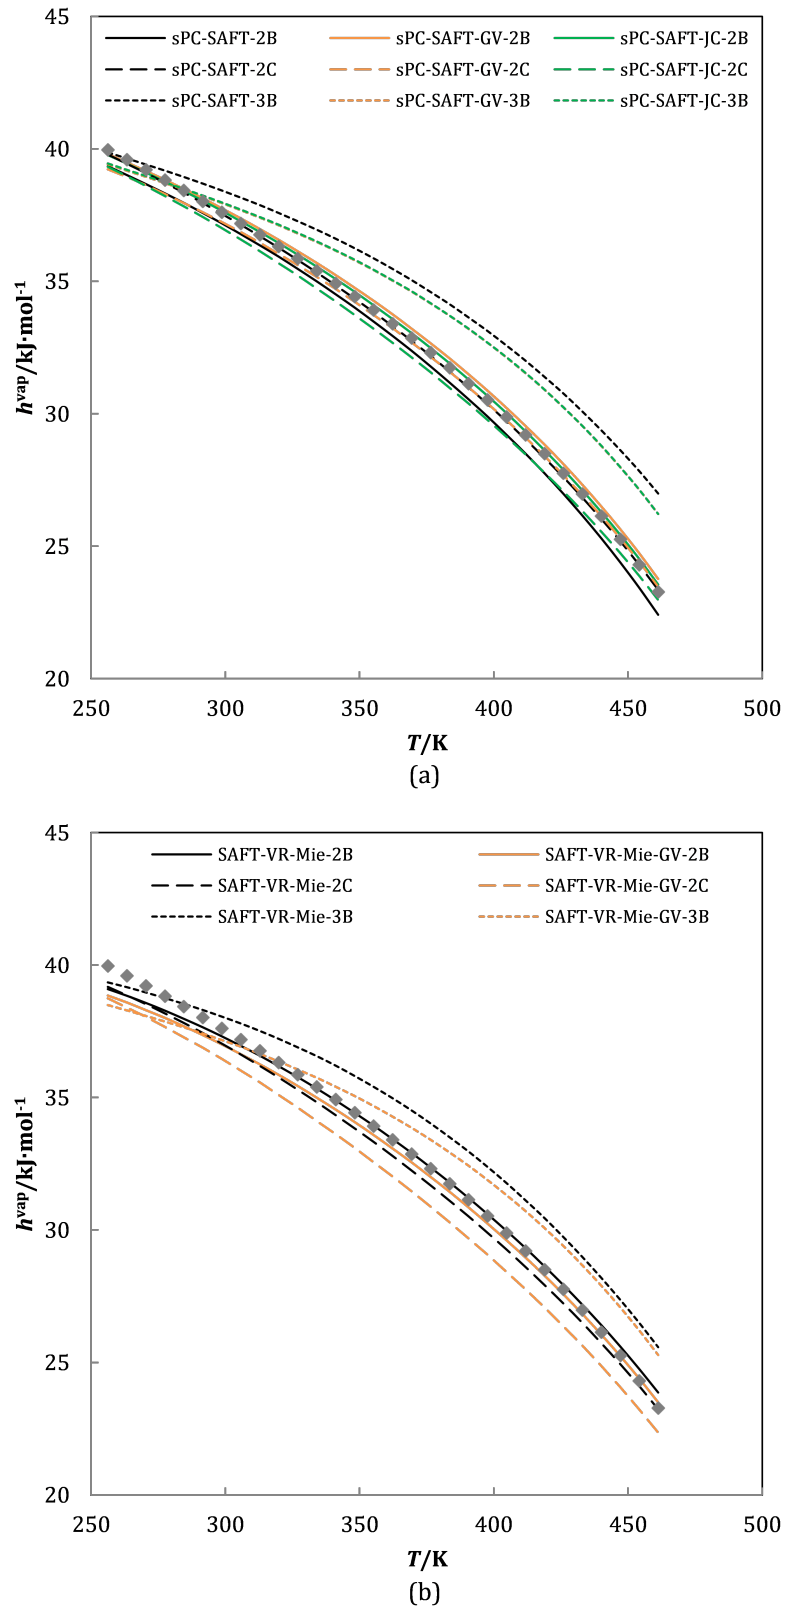 45
sPC-SAFT-2B sPC-SAFT-GV-2B sPC-SAFT-JC-2B
sPC-SAFT-2C sPC-SAFT-GV-2C sPC-SAFT-JC-2C
sPC-SAFT-3B sPC-SAFT-GV-3B sPC-SAFT-JC-3B
40
35
hᵛᵃᵖ/kJ·mol⁻¹
30
25
20
250 300 350 400 450 500
T/K
(a)
45
SAFT-VR-Mie-2B SAFT-VR-Mie-GV-2B
SAFT-VR-Mie-2C SAFT-VR-Mie-GV-2C
SAFT-VR-Mie-3B SAFT-VR-Mie-GV-3B
40
35
hᵛᵃᵖ/kJ·mol⁻¹
30
25
20
250 300 350 400 450 500
T/K
(b)